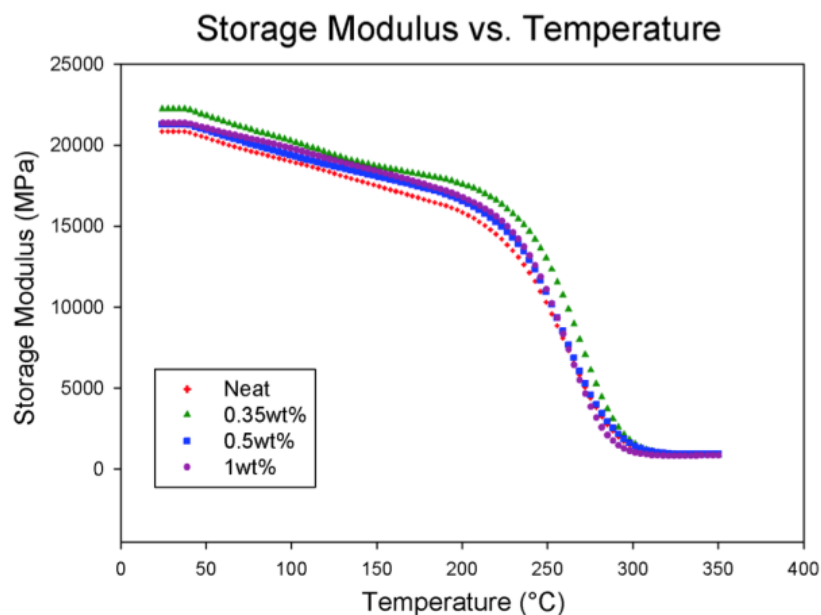 Storage Modulus vs. Temperature
Storage Modulus (MPa)
25000
20000
15000
10000
5000
0
Neat
0.35wt%
0.5wt%
1wt%
0 50 100 150 200 250 300 350 400
Temperature (°C)